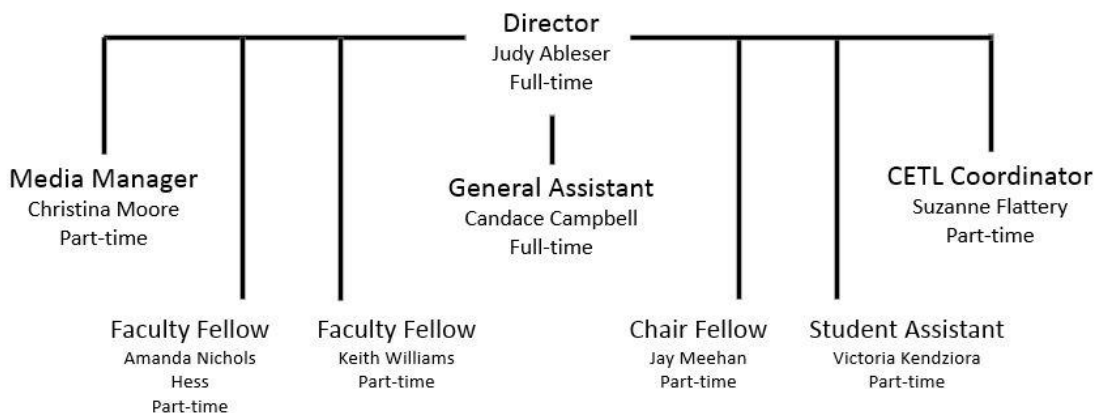 Director
Judy Ableser
Full-time
Media Manager
Christina Moore
Part-time
General Assistant
Candace Campbell
Full-time
CETL Coordinator
Suzanne Flattery
Part-time
Faculty Fellow
Amanda Nichols
Hess
Part-time
Faculty Fellow
Keith Williams
Part-time
Chair Fellow
Jay Meehan
Part-time
Student Assistant
Victoria Kendziora
Part-time